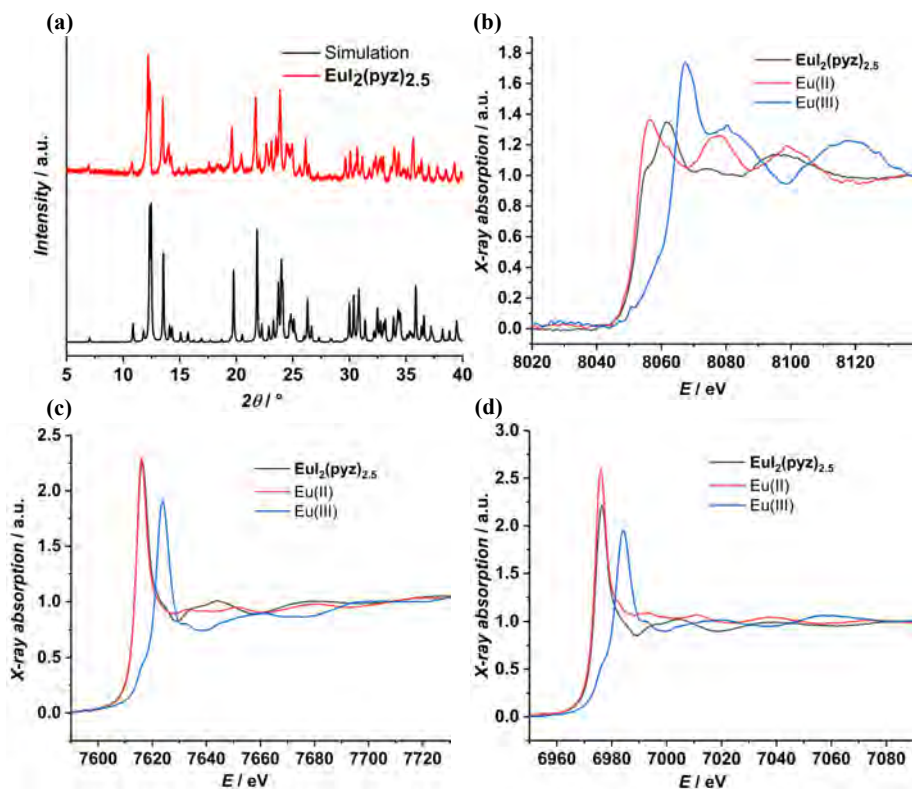 (a)
Simulation
EuI2(pyz)2.5
Intensity / a.u.
5 10 15 20 25 30 35 40
2θ / °
(b)
1.8
1.6
1.4
1.2
1.0
0.8
0.6
0.4
0.2
0.0
EuI2(pyz)2.5
Eu(II)
Eu(III)
X-ray absorption / a.u.
8020 8040 8060 8080 8100 8120
E / eV
(c)
2.5
2.0
1.5
1.0
0.5
0.0
EuI2(pyz)2.5
Eu(II)
Eu(III)
X-ray absorption / a.u.
7600 7620 7640 7660 7680 7700 7720
E / eV
(d)
3.0
2.5
2.0
1.5
1.0
0.5
0.0
EuI2(pyz)2.5
Eu(II)
Eu(III)
X-ray absorption / a.u.
6960 6980 7000 7020 7040 7060 7080
E / eV